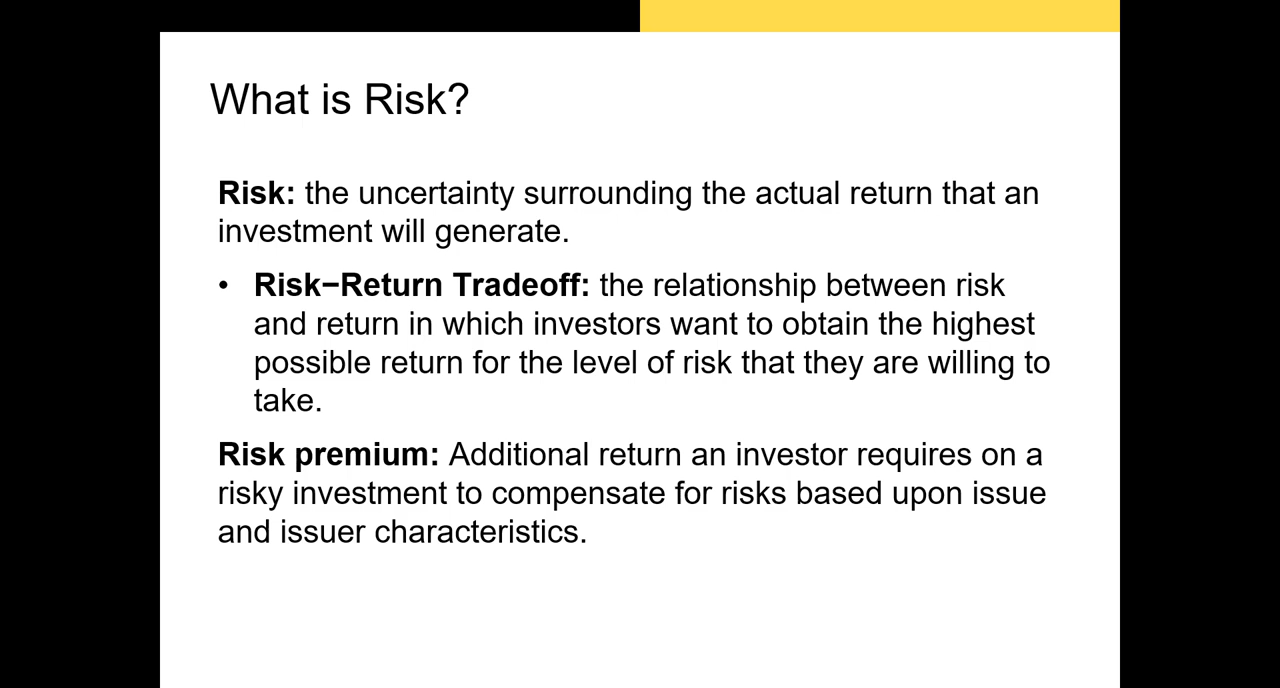 What is Risk?
Risk: the uncertainty surrounding the actual return that an
investment will generate.
• Risk−Return Tradeoff: the relationship between risk
and return in which investors want to obtain the highest
possible return for the level of risk that they are willing to
take.
Risk premium: Additional return an investor requires on a
risky investment to compensate for risks based upon issue
and issuer characteristics.